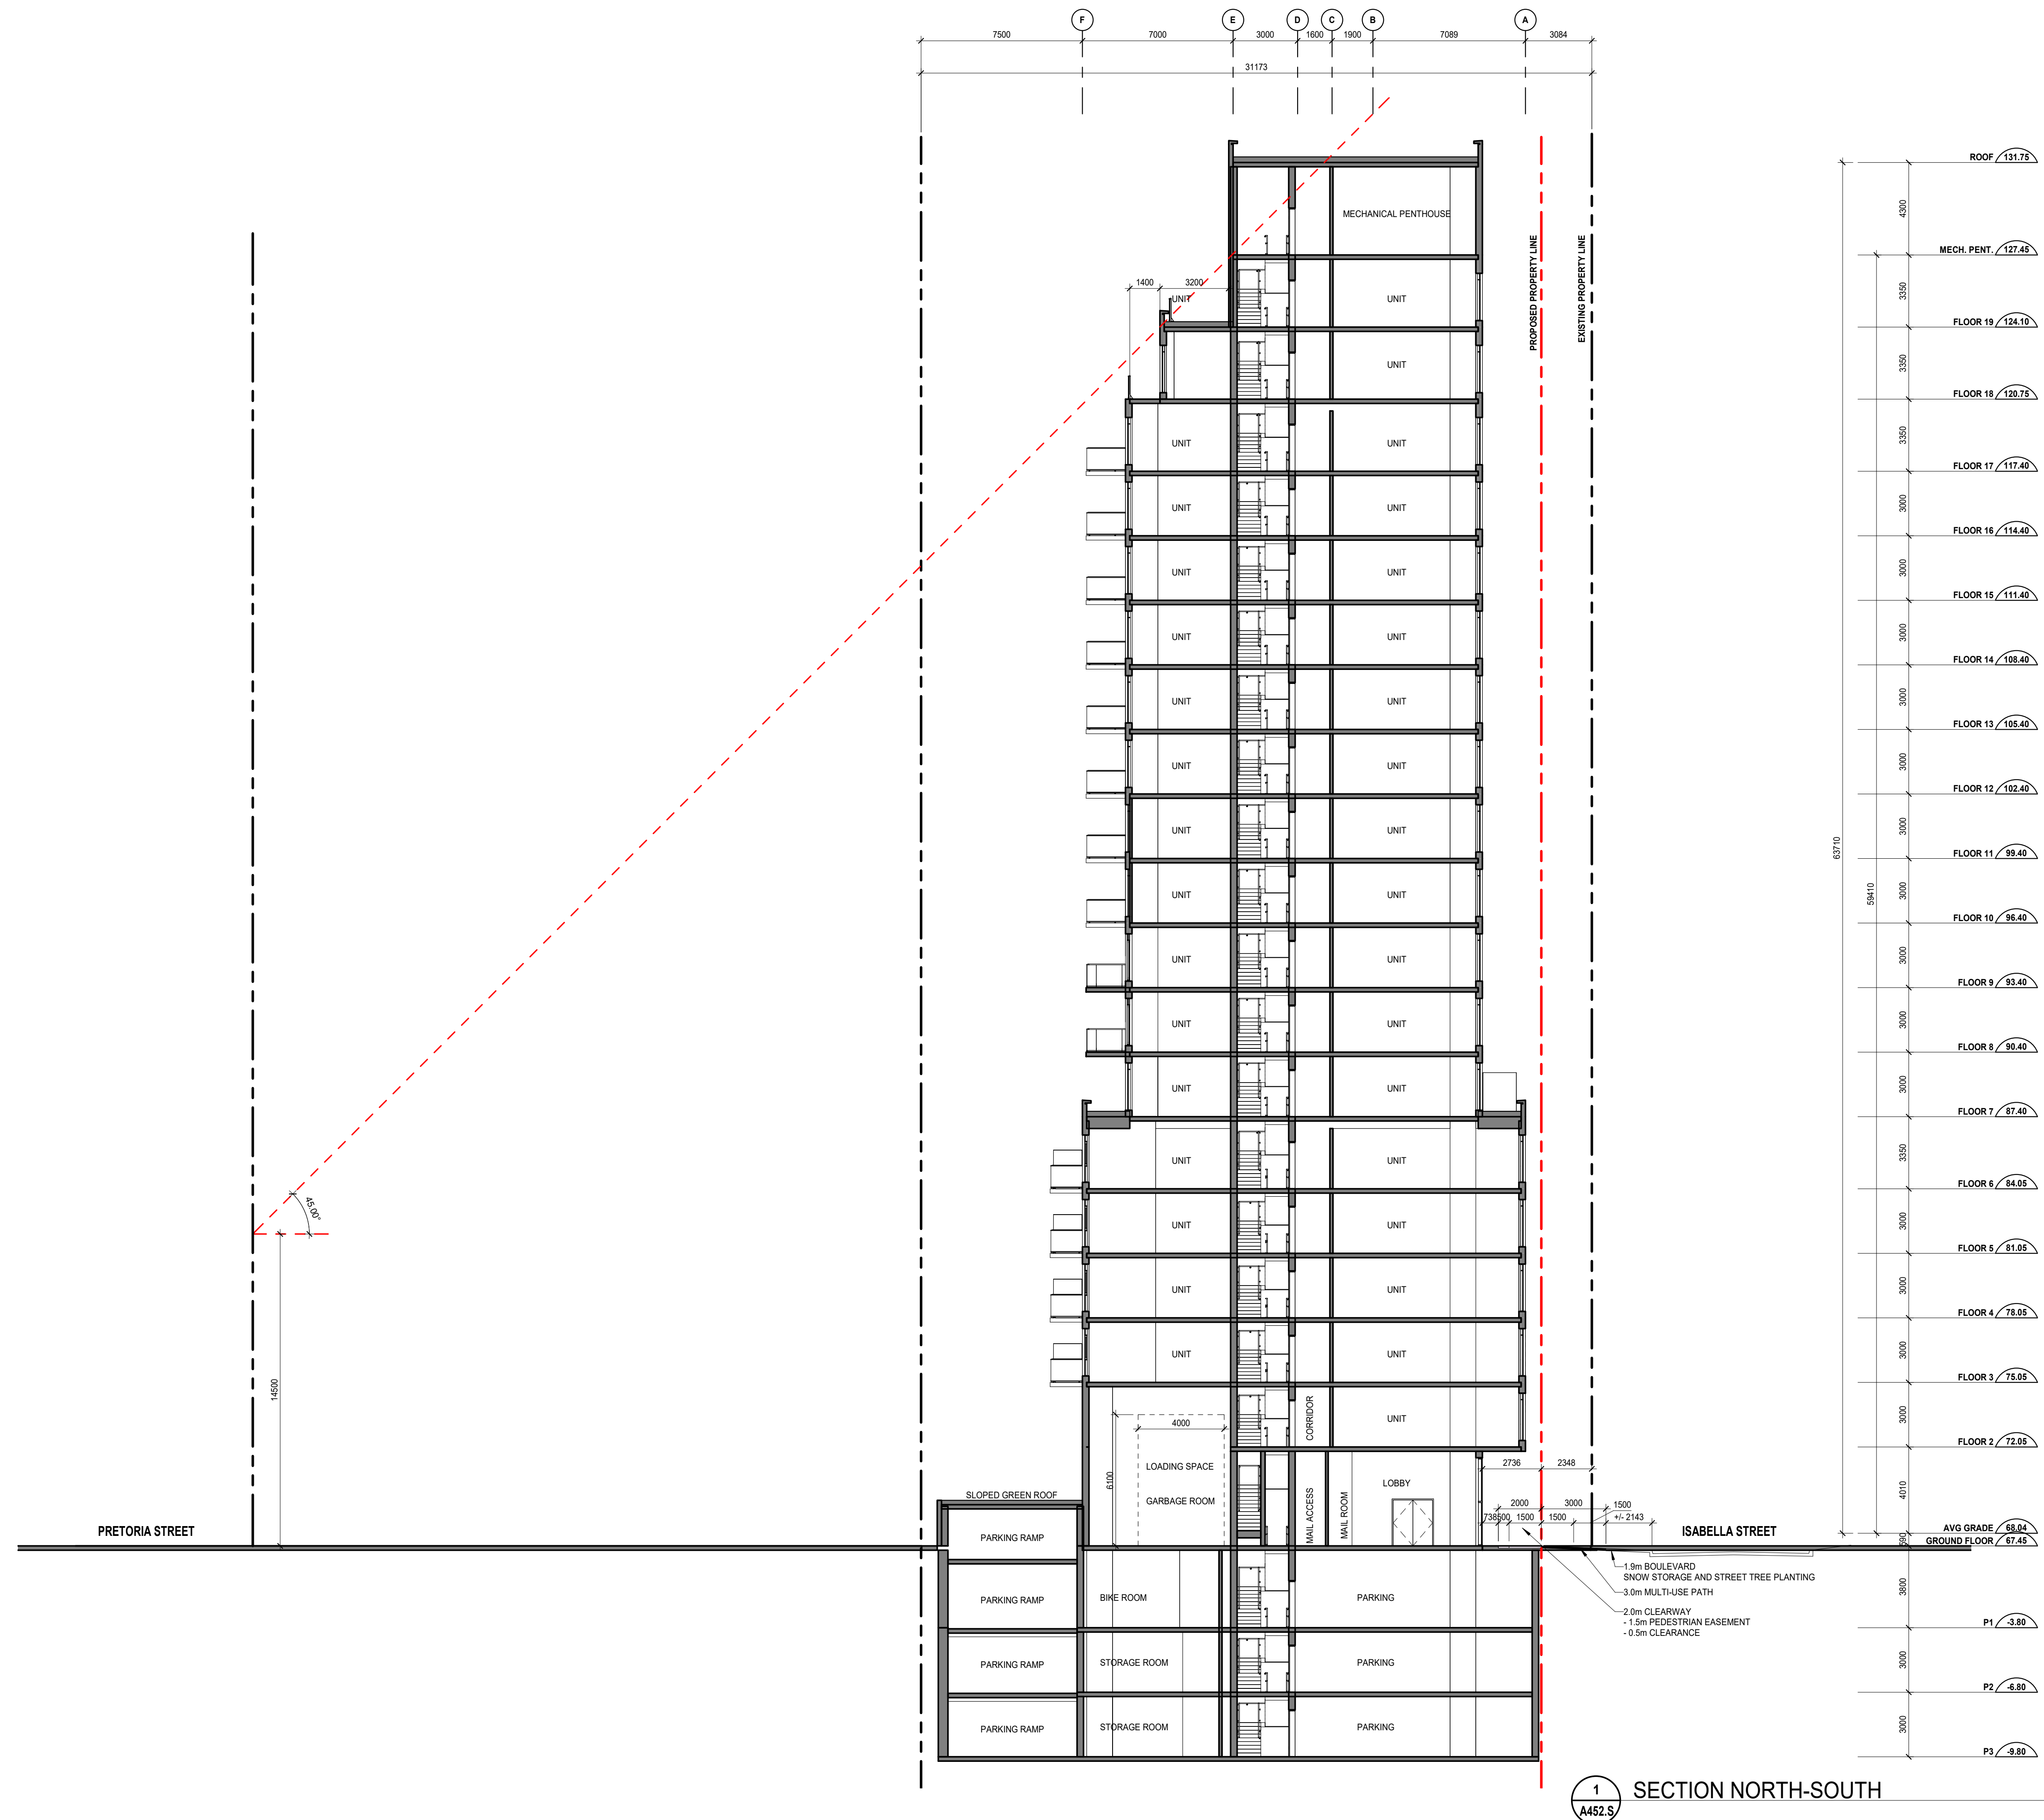 F E D C B A
7500 7000 3000 1600 1900 7089 3084
31173
ROOF 131.75
4300
MECHANICAL PENTHOUSE
PROPOSED PROPERTY LINE
EXISTING PROPERTY LINE
MECH. PENT. 127.45
1400 3200
UNIT UNIT
3350
FLOOR 19 124.10
UNIT
3350
FLOOR 18 120.75
UNIT UNIT
3350
FLOOR 17 117.40
UNIT UNIT
3000
FLOOR 16 114.40
UNIT UNIT
3000
FLOOR 15 111.40
UNIT UNIT
3000
FLOOR 14 108.40
UNIT UNIT
3000
FLOOR 13 105.40
UNIT UNIT
3000
FLOOR 12 102.40
UNIT UNIT
3000
63710
FLOOR 11 99.40
UNIT UNIT
3000
59410
FLOOR 10 96.40
UNIT UNIT
3000
FLOOR 9 93.40
UNIT UNIT
3000
FLOOR 8 90.40
UNIT UNIT
3000
FLOOR 7 87.40
UNIT UNIT
3350
FLOOR 6 84.05
45.00°
UNIT UNIT
3000
FLOOR 5 81.05
UNIT UNIT
3000
FLOOR 4 78.05
UNIT UNIT
3000
FLOOR 3 75.05
14500
4000
CORRIDOR
UNIT
3000
FLOOR 2 72.05
6100
LOADING SPACE
GARBAGE ROOM
MAIL ACCESS
MAIL ROOM
LOBBY
2736 2348
2000 3000 1500
738 500 1500 1500 +/- 2143
4010
SLOPED GREEN ROOF
PRETORIA STREET
ISABELLA STREET
AVG GRADE 68.04
590
GROUND FLOOR 67.45
PARKING RAMP
1.9m BOULEVARD
SNOW STORAGE AND STREET TREE PLANTING
3.0m MULTI-USE PATH
2.0m CLEARWAY
- 1.5m PEDESTRIAN EASEMENT
- 0.5m CLEARANCE
PARKING RAMP BIKE ROOM PARKING
3800
P1 -3.80
PARKING RAMP STORAGE ROOM PARKING
3000
P2 -6.80
PARKING RAMP STORAGE ROOM PARKING
3000
P3 -9.80
1
A452.S
SECTION NORTH-SOUTH